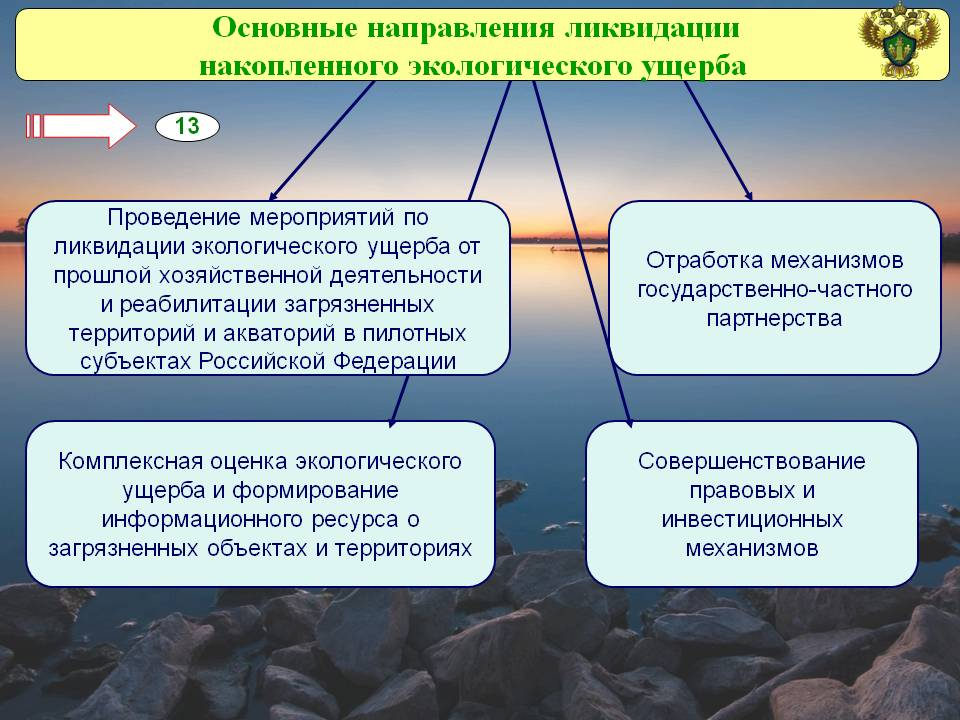 Основные направления ликвидации
накопленного экологического ущерба
13
Проведение мероприятий по
ликвидации экологического ущерба от
прошлой хозяйственной деятельности
и реабилитации загрязненных
территорий и акваторий в пилотных
субъектах Российской Федерации
Отработка механизмов
государственно-частного
партнерства
Комплексная оценка экологического
ущерба и формирование
информационного ресурса о
загрязненных объектах и территориях
Совершенствование
правовых и
инвестиционных
механизмов